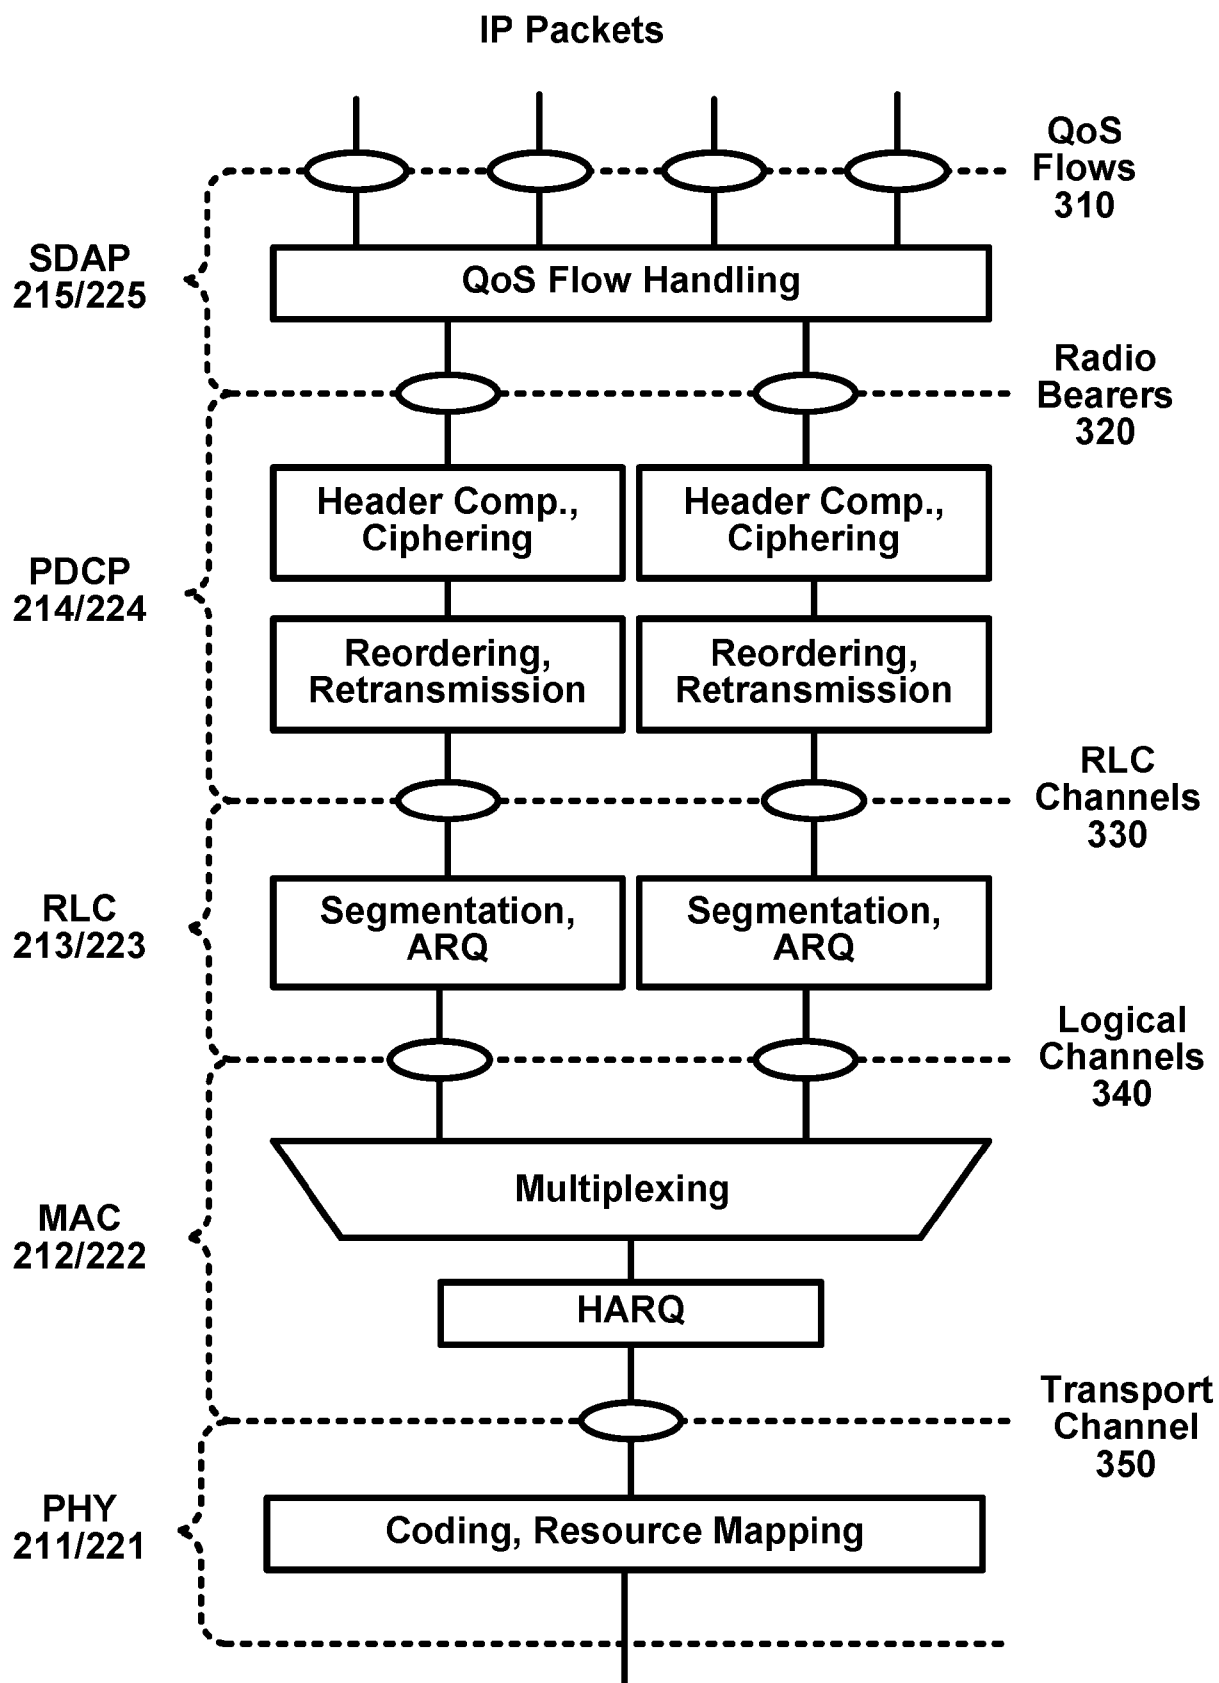 IP Packets
QoS
Flows
310
SDAP
215/225
QoS Flow Handling
Radio
Bearers
320
Header Comp.,
Ciphering
Header Comp.,
Ciphering
PDCP
214/224
Reordering,
Retransmission
Reordering,
Retransmission
RLC
Channels
330
RLC
213/223
Segmentation,
ARQ
Segmentation,
ARQ
Logical
Channels
340
Multiplexing
MAC
212/222
HARQ
Transport
Channel
350
PHY
211/221
Coding, Resource Mapping